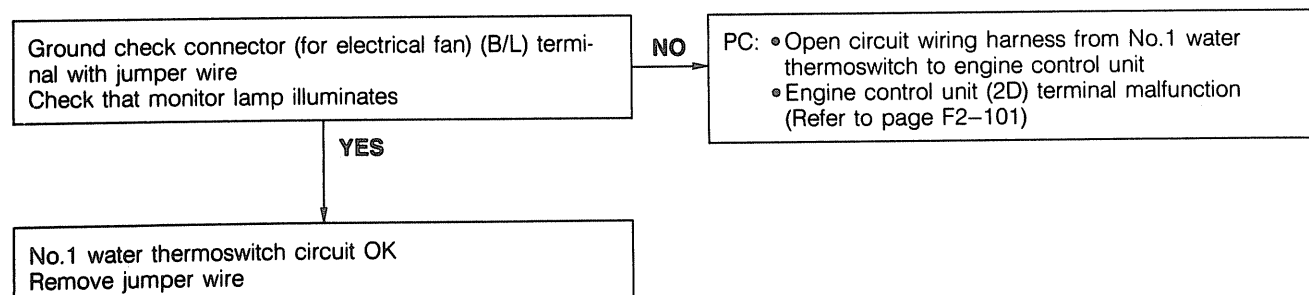 Ground check connector (for electrical fan) (B/L) termi-
nal with jumper wire
Check that monitor lamp illuminates
NO
PC: • Open circuit wiring harness from No.1 water
thermoswitch to engine control unit
• Engine control unit (2D) terminal malfunction
(Refer to page F2–101)
YES
No.1 water thermoswitch circuit OK
Remove jumper wire